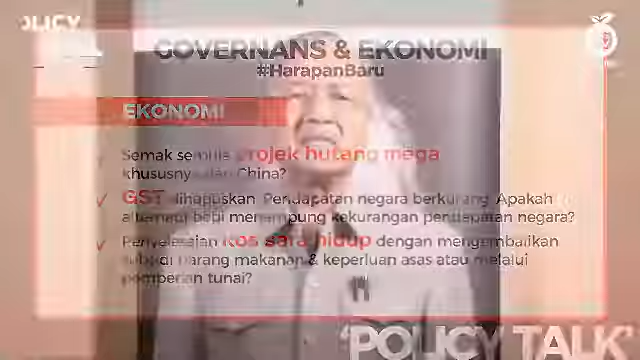 POLICY
GOVERNANS & EKONOMI
#HarapanBaru
EKONOMI
Semak semula projek hutang mega
khususnya dari China?
GST dihapuskan. Pendapatan negara berkurang. Apakah
alternatif bagi menampung kekurangan pendapatan negara?
Penyelesaian kos sara hidup dengan mengembalikan
subsidi barang makanan & keperluan asas atau melalui
pemberian tunai?
'POLICY TALK'